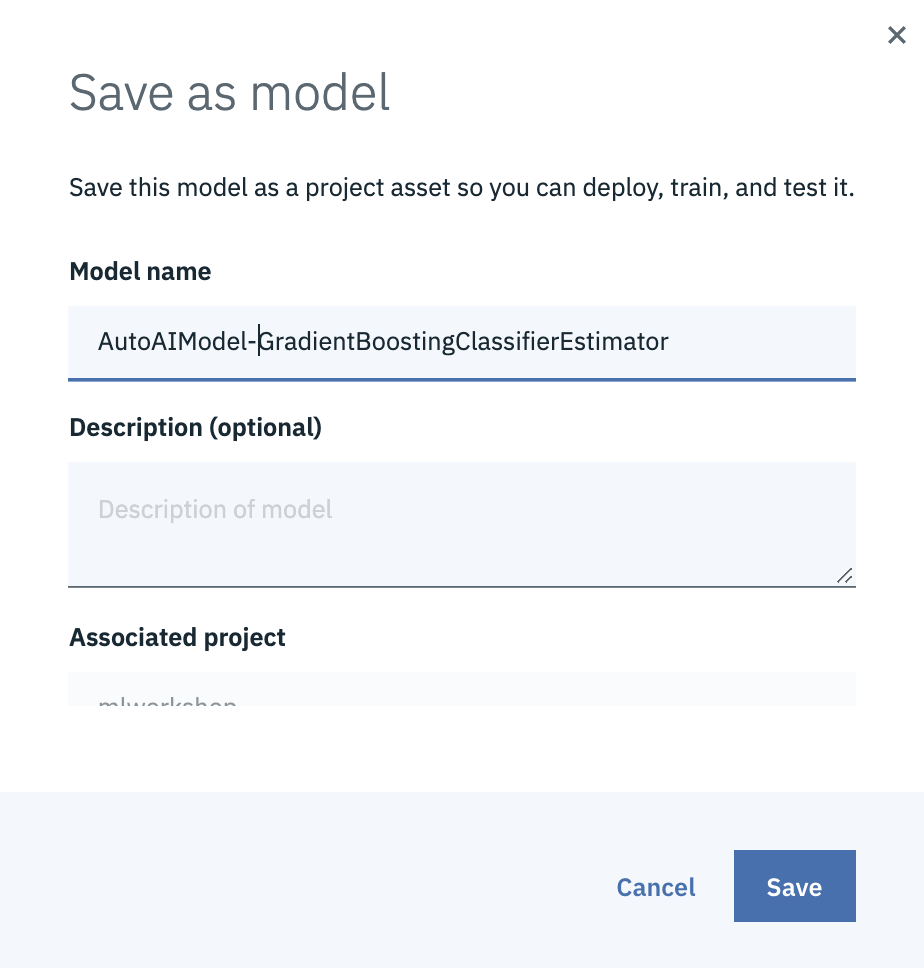 Save as model
Save this model as a project asset so you can deploy, train, and test it.
Model name
AutoAIModel-GradientBoostingClassifierEstimator
Description (optional)
Description of model
Associated project
mlworkshop
Cancel
Save